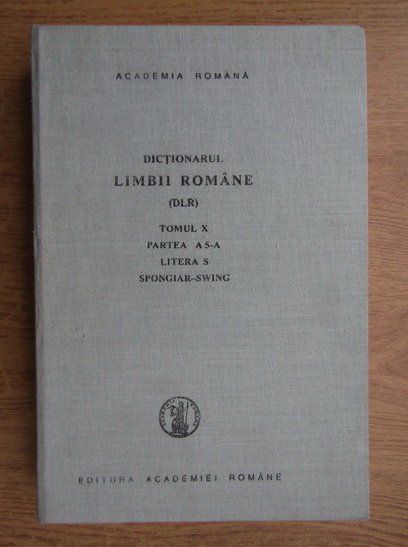 ACADEMIA ROMÂNĂ
DICȚIONARUL
LIMBII ROMÂNE
(DLR)
TOMUL X
PARTEA A 5-A
LITERA S
SPONGIAR–SWING
EDITURA ACADEMIEI ROMÂNE